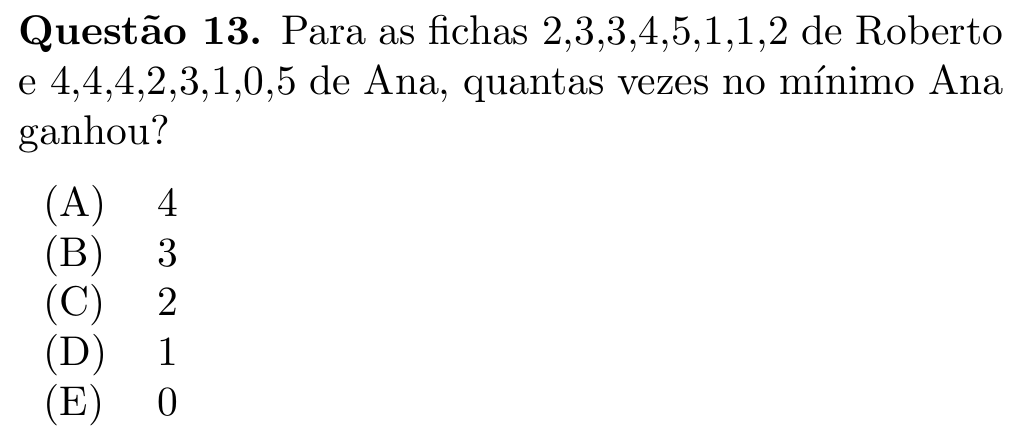 Questão 13. Para as fichas 2,3,3,4,5,1,1,2 de Roberto
e 4,4,4,2,3,1,0,5 de Ana, quantas vezes no mínimo Ana
ganhou?
(A) 4
(B) 3
(C) 2
(D) 1
(E) 0